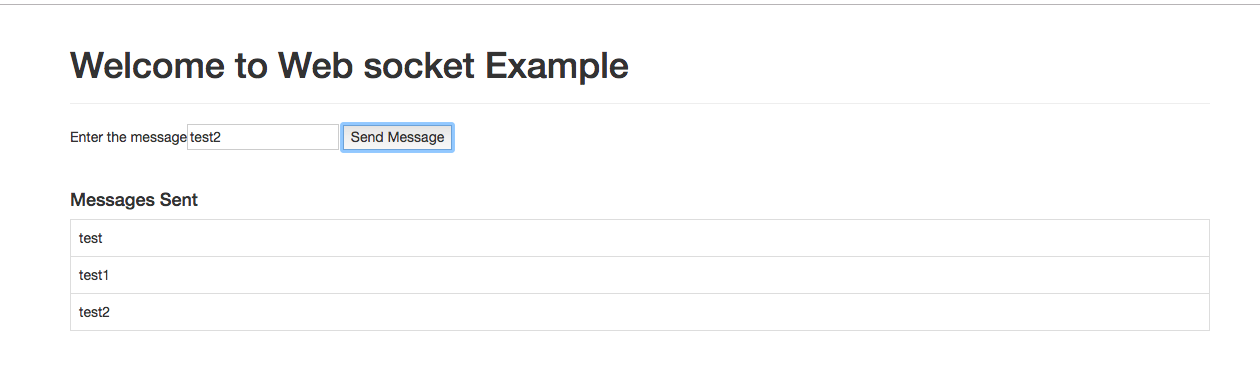 Welcome to Web socket Example
Enter the message test2 Send Message
Messages Sent
test
test1
test2